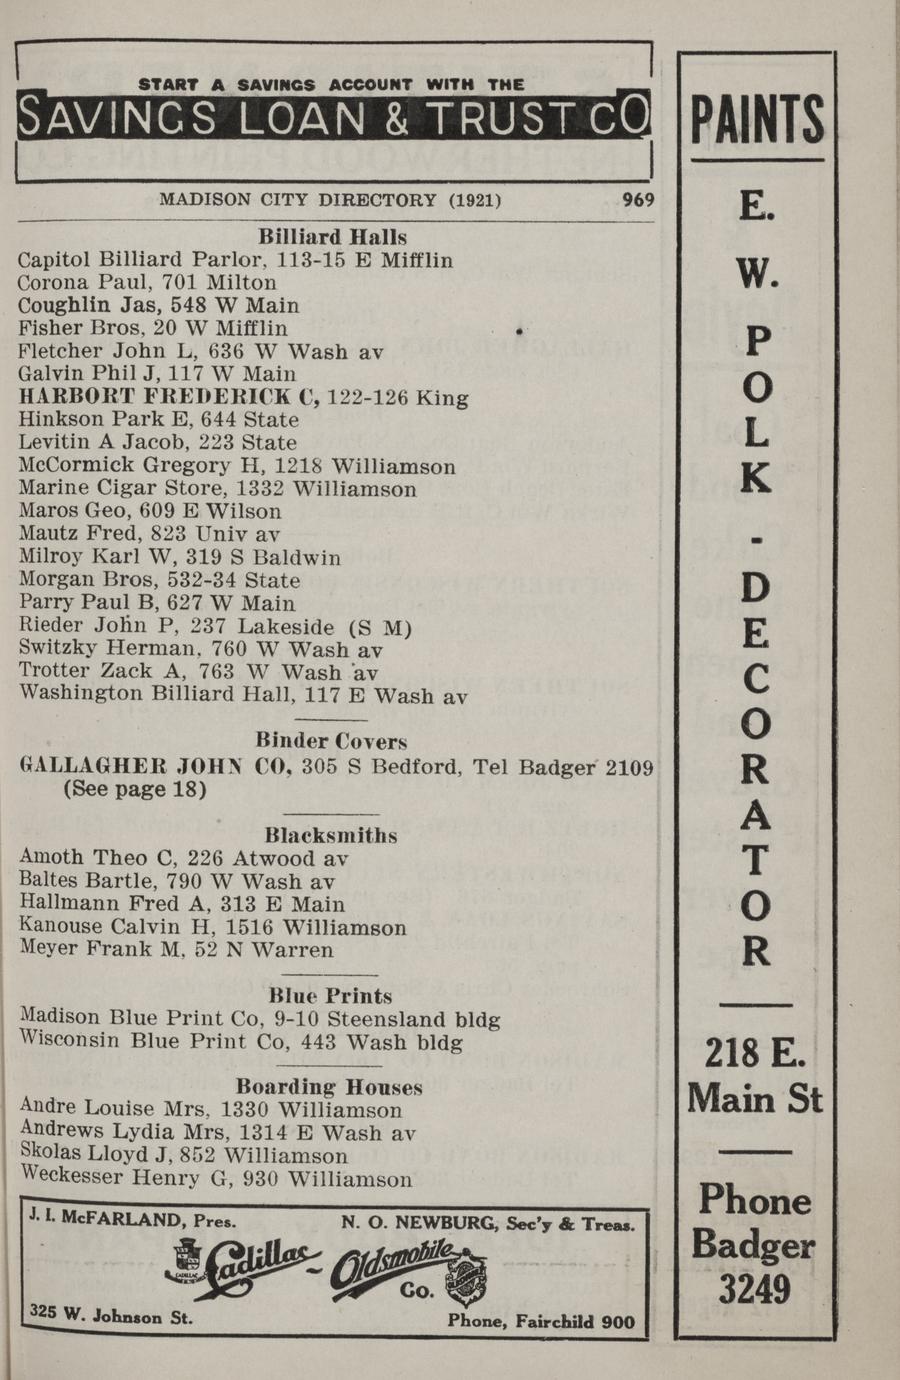 START A SAVINGS ACCOUNT WITH THE
SAVINGS LOAN & TRUST CO
MADISON CITY DIRECTORY (1921) 969
Billiard Halls
Capitol Billiard Parlor, 113-15 E Mifflin
Corona Paul, 701 Milton
Coughlin Jas, 548 W Main
Fisher Bros, 20 W Mifflin
Fletcher John L, 636 W Wash av
Galvin Phil J, 117 W Main
HARBORT FREDERICK C, 122-126 King
Hinkson Park E, 644 State
Levitin A Jacob, 223 State
McCormick Gregory H, 1218 Williamson
Marine Cigar Store, 1332 Williamson
Maros Geo, 609 E Wilson
Mautz Fred, 823 Univ av
Milroy Karl W, 319 S Baldwin
Morgan Bros, 532-34 State
Parry Paul B, 627 W Main
Rieder John P, 237 Lakeside (S M)
Switzky Herman, 760 W Wash av
Trotter Zack A, 763 W Wash av
Washington Billiard Hall, 117 E Wash av
Binder Covers
GALLAGHER JOHN CO, 305 S Bedford, Tel Badger 2109
(See page 18)
Blacksmiths
Amoth Theo C, 226 Atwood av
Baltes Bartle, 790 W Wash av
Hallmann Fred A, 313 E Main
Kanouse Calvin H, 1516 Williamson
Meyer Frank M, 52 N Warren
Blue Prints
Madison Blue Print Co, 9-10 Steensland bldg
Wisconsin Blue Print Co, 443 Wash bldg
Boarding Houses
Andre Louise Mrs, 1330 Williamson
Andrews Lydia Mrs, 1314 E Wash av
Skolas Lloyd J, 852 Williamson
Weckesser Henry G, 930 Williamson
J. I. McFARLAND, Pres. N. O. NEWBURG, Sec'y & Treas.
Cadillac - Oldsmobile
Co.
325 W. Johnson St. Phone, Fairchild 900
PAINTS
E.
W.
POLK
-
DECORATOR
218 E.
Main St
Phone
Badger
3249